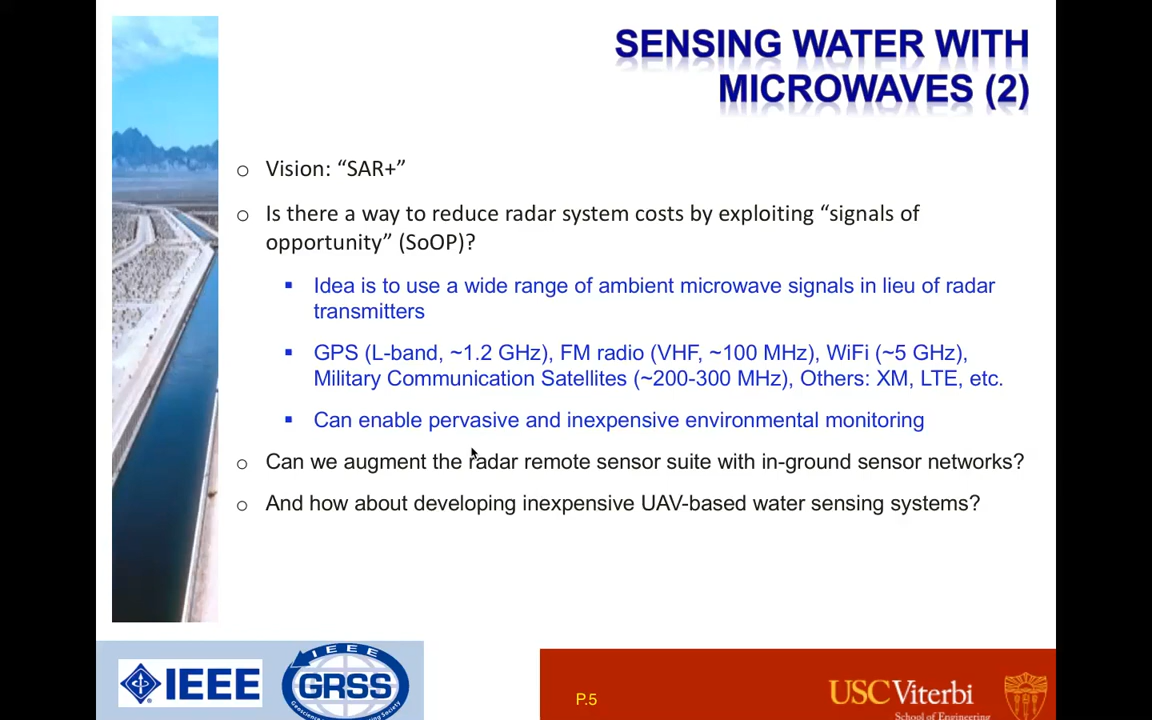 SENSING WATER WITH
MICROWAVES (2)
o Vision: “SAR+”
o Is there a way to reduce radar system costs by exploiting “signals of
opportunity” (SoOP)?
▪ Idea is to use a wide range of ambient microwave signals in lieu of radar
transmitters
▪ GPS (L-band, ~1.2 GHz), FM radio (VHF, ~100 MHz), WiFi (~5 GHz),
Military Communication Satellites (~200-300 MHz), Others: XM, LTE, etc.
▪ Can enable pervasive and inexpensive environmental monitoring
o Can we augment the radar remote sensor suite with in-ground sensor networks?
o And how about developing inexpensive UAV-based water sensing systems?
IEEE
IEEE
GRSS
P.5
USC Viterbi
School of Engineering